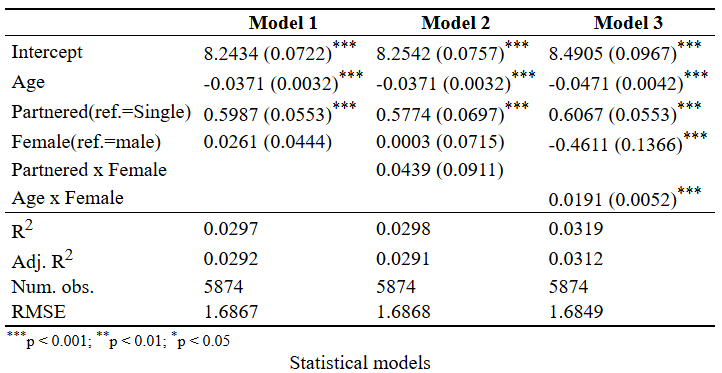 Model 1 Model 2 Model 3
Intercept 8.2434 (0.0722)*** 8.2542 (0.0757)*** 8.4905 (0.0967)***
Age -0.0371 (0.0032)*** -0.0371 (0.0032)*** -0.0471 (0.0042)***
Partnered(ref.=Single) 0.5987 (0.0553)*** 0.5774 (0.0697)*** 0.6067 (0.0553)***
Female(ref.=male) 0.0261 (0.0444) 0.0003 (0.0715) -0.4611 (0.1366)***
Partnered x Female 0.0439 (0.0911)
Age x Female 0.0191 (0.0052)***
R2 0.0297 0.0298 0.0319
Adj. R2 0.0292 0.0291 0.0312
Num. obs. 5874 5874 5874
RMSE 1.6867 1.6868 1.6849
***p < 0.001; **p < 0.01; *p < 0.05
Statistical models